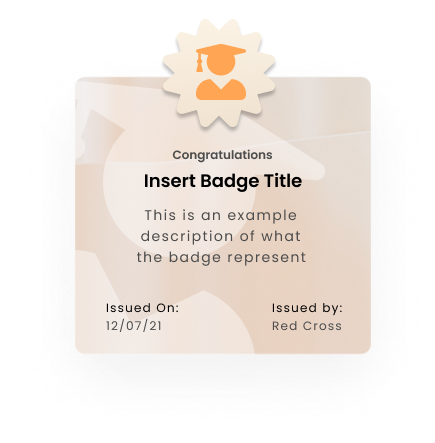 Congratulations
Insert Badge Title
This is an example
description of what
the badge represent
Issued On:
12/07/21
Issued by:
Red Cross